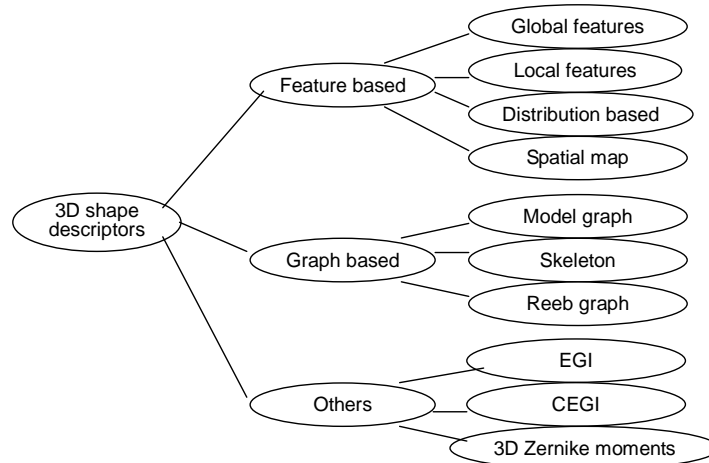 3D shape
descriptors
Feature based
Global features
Local features
Distribution based
Spatial map
Graph based
Model graph
Skeleton
Reeb graph
Others
EGI
CEGI
3D Zernike moments